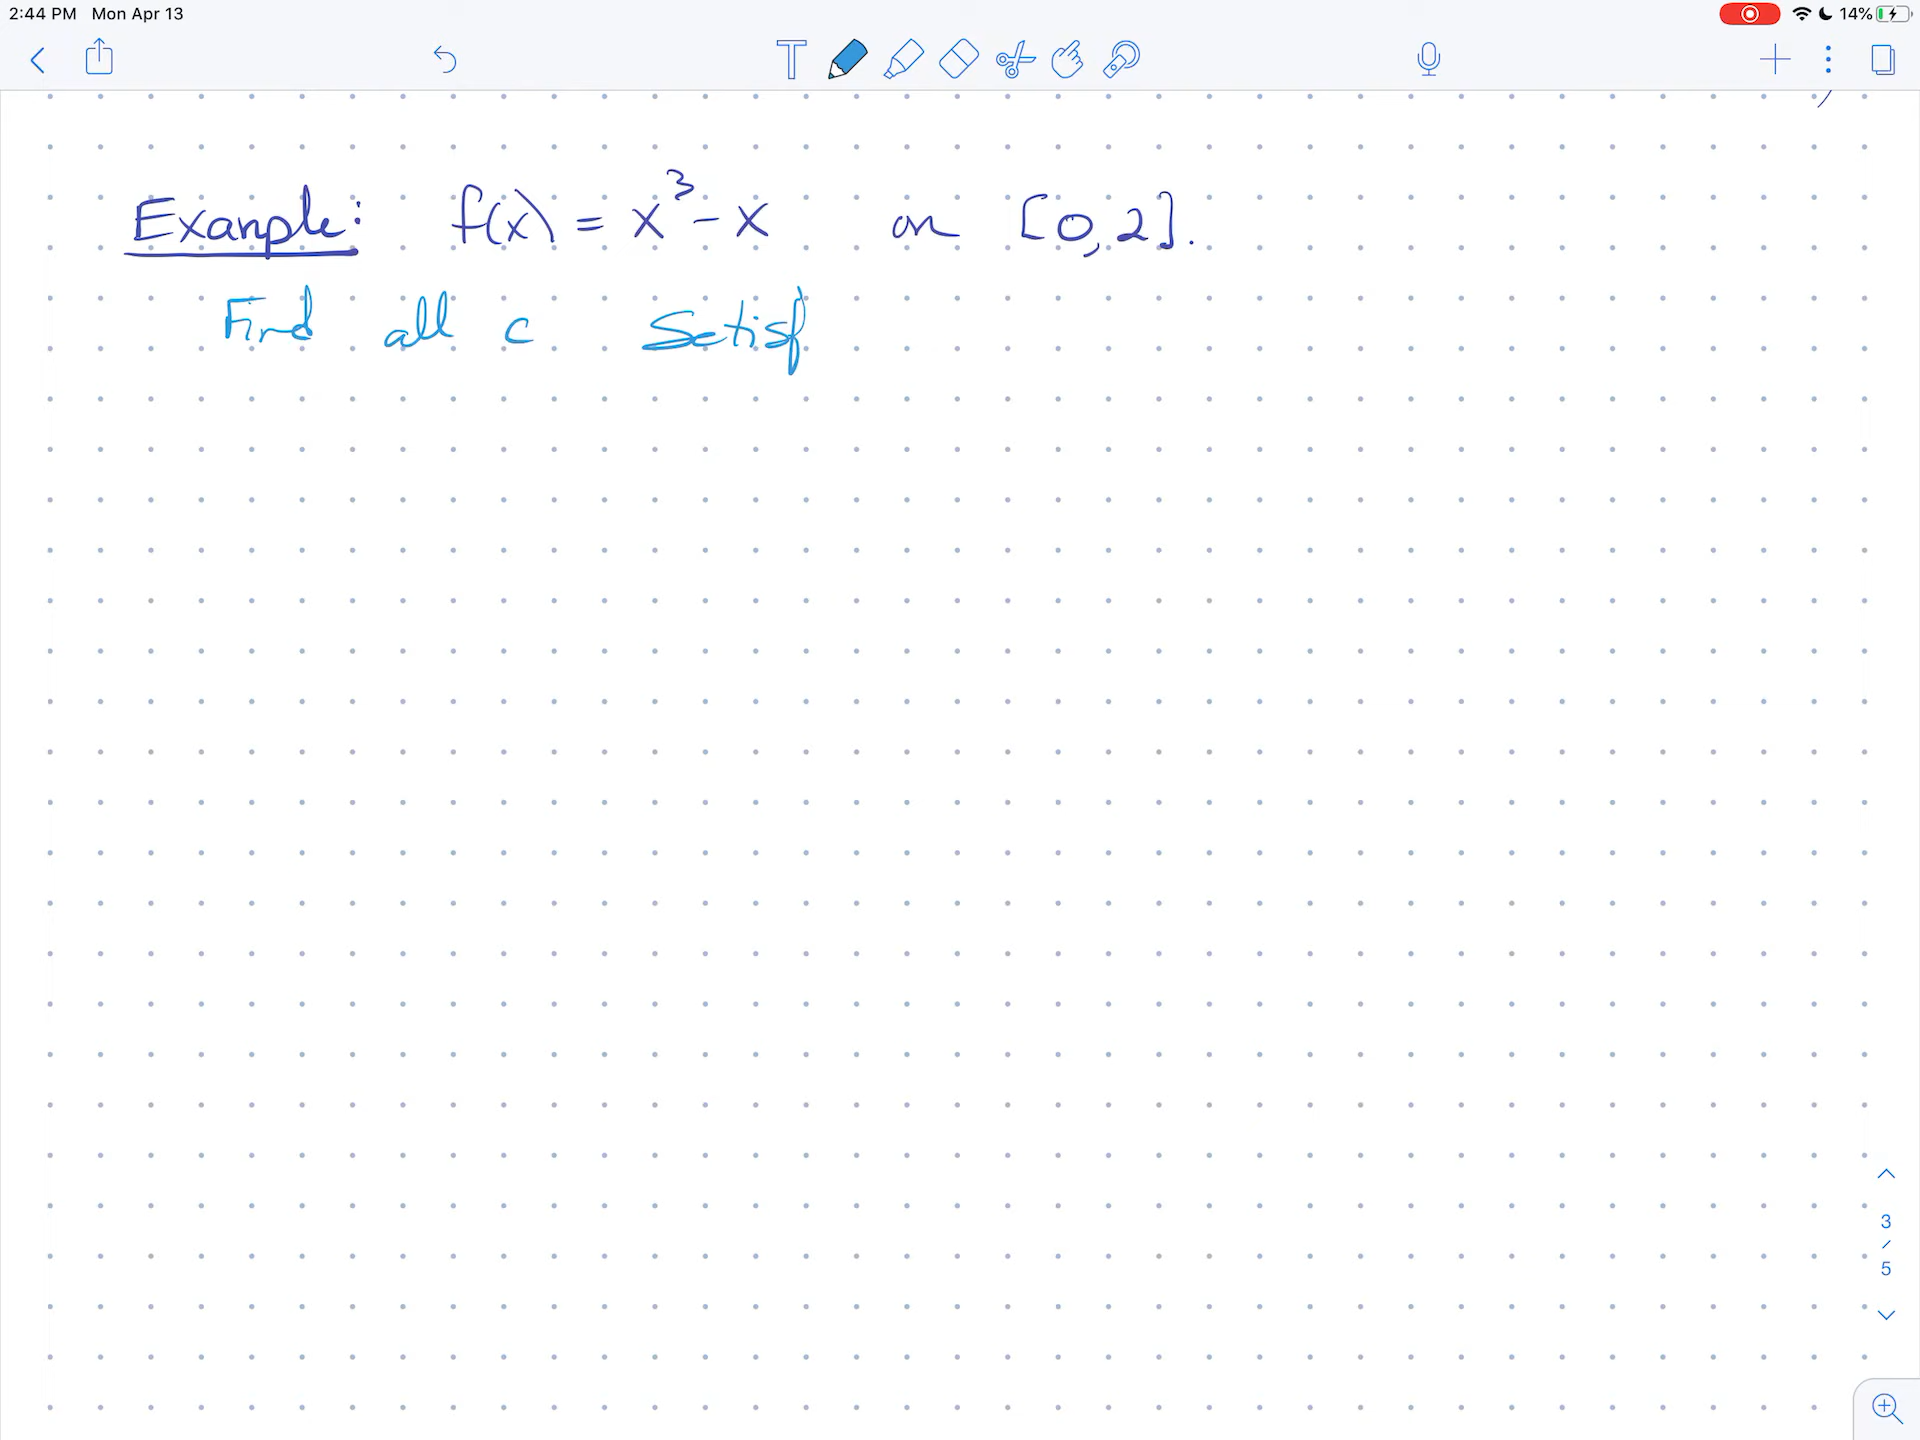 2:44 PM Mon Apr 13 14%
Example: f(x) = x³ - x on [0,2].
Find all c Satisf
3
/
5